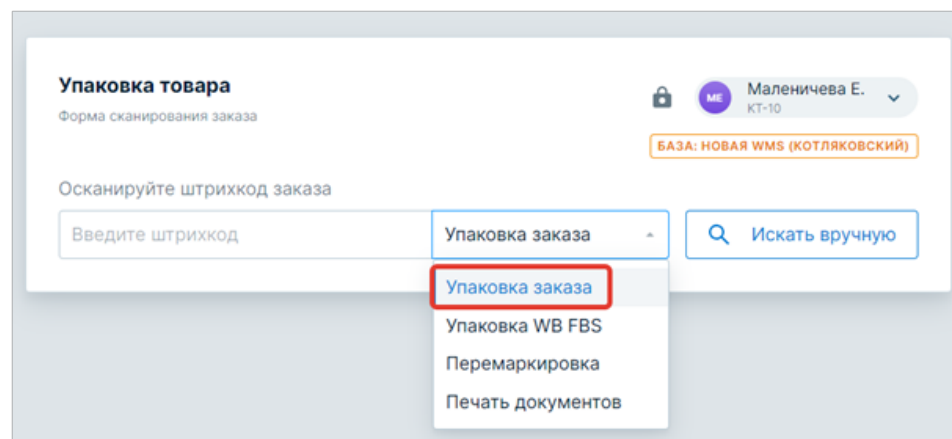 Упаковка товара
Форма сканирования заказа
ME
Маленичева Е.
КТ-10
БАЗА: НОВАЯ WMS (КОТЛЯКОВСКИЙ)
Осканируйте штрихкод заказа
Введите штрихкод
Упаковка заказа
Искать вручную
Упаковка заказа
Упаковка WB FBS
Перемаркировка
Печать документов